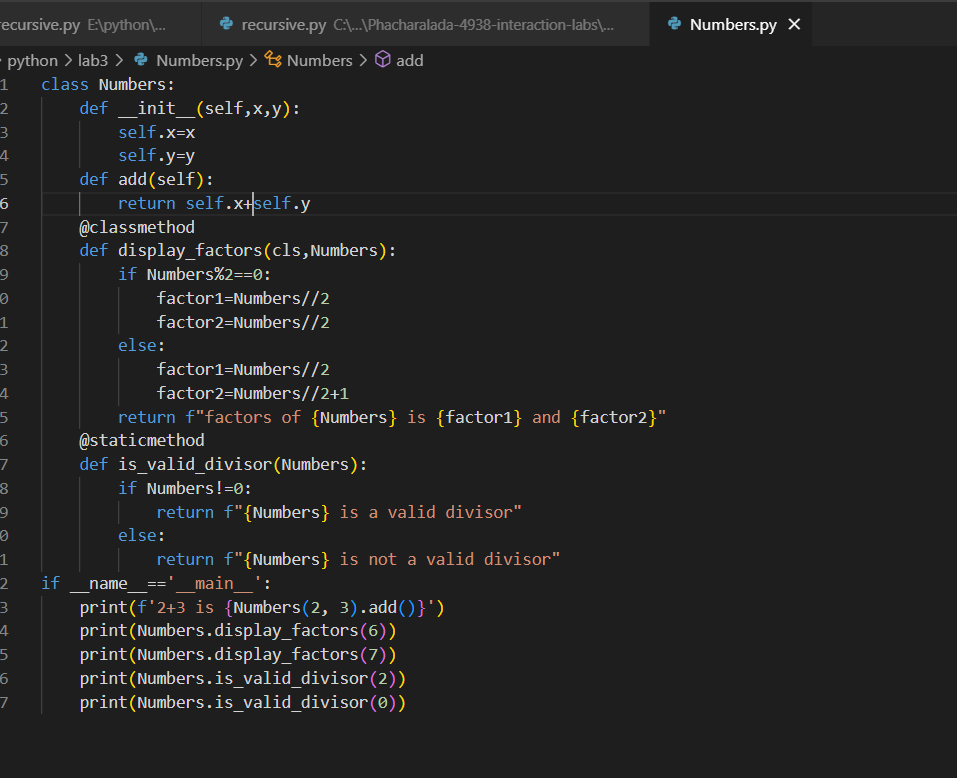 recursive.py E:\python\... recursive.py C:\...\Phacharalada-4938-interaction-labs\... Numbers.py
python > lab3 > Numbers.py > Numbers > add
1 class Numbers:
2     def __init__(self,x,y):
3         self.x=x
4         self.y=y
5     def add(self):
6         return self.x+self.y
7     @classmethod
8     def display_factors(cls,Numbers):
9         if Numbers%2==0:
0             factor1=Numbers//2
1             factor2=Numbers//2
2         else:
3             factor1=Numbers//2
4             factor2=Numbers//2+1
5         return f"factors of {Numbers} is {factor1} and {factor2}"
6     @staticmethod
7     def is_valid_divisor(Numbers):
8         if Numbers!=0:
9             return f"{Numbers} is a valid divisor"
0         else:
1             return f"{Numbers} is not a valid divisor"
2 if __name__=='__main__':
3     print(f'2+3 is {Numbers(2, 3).add()}')
4     print(Numbers.display_factors(6))
5     print(Numbers.display_factors(7))
6     print(Numbers.is_valid_divisor(2))
7     print(Numbers.is_valid_divisor(0))